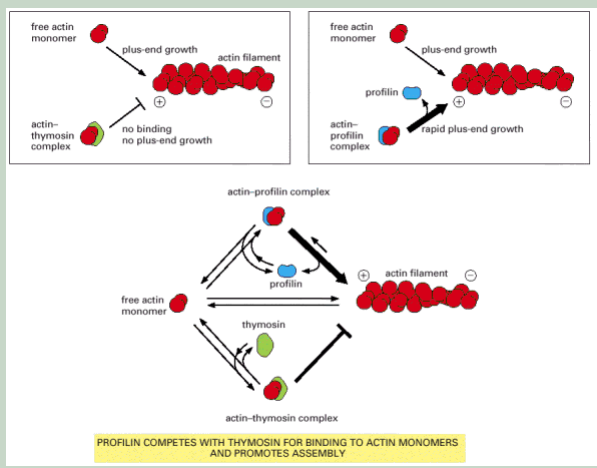 free actin
monomer
plus-end growth
actin filament
+
−
actin–
thymosin
complex
no binding
no plus-end growth
free actin
monomer
plus-end growth
profilin
+
−
actin–
profilin
complex
rapid plus-end growth
actin–profilin complex
profilin
+
actin filament
−
free actin
monomer
thymosin
actin–thymosin complex
PROFILIN COMPETES WITH THYMOSIN FOR BINDING TO ACTIN MONOMERS
AND PROMOTES ASSEMBLY